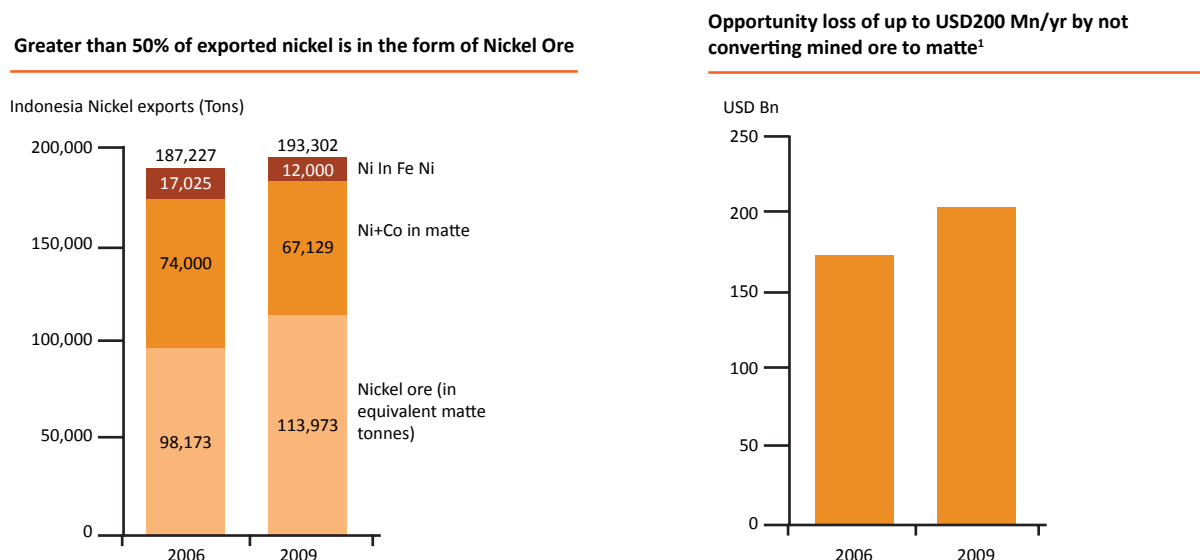 Greater than 50% of exported nickel is in the form of Nickel Ore
Indonesia Nickel exports (Tons)
200,000
150,000
100,000
50,000
0
187,227
17,025
74,000
98,173
2006
193,302
12,000
67,129
113,973
2009
Ni In Fe Ni
Ni+Co in matte
Nickel ore (in
equivalent matte
tonnes)
Opportunity loss of up to USD200 Mn/yr by not
converting mined ore to matte¹
USD Bn
250
200
150
100
50
0
2006
2009